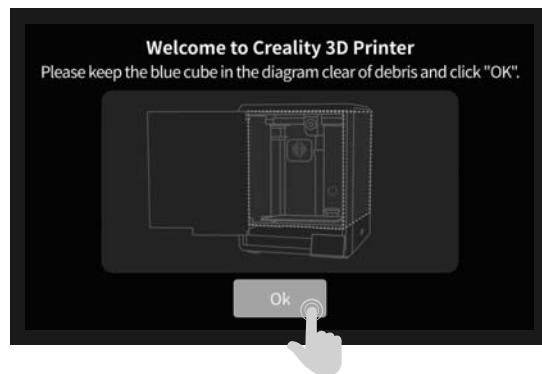 Welcome to Creality 3D Printer
Please keep the blue cube in the diagram clear of debris and click "OK".
Ok